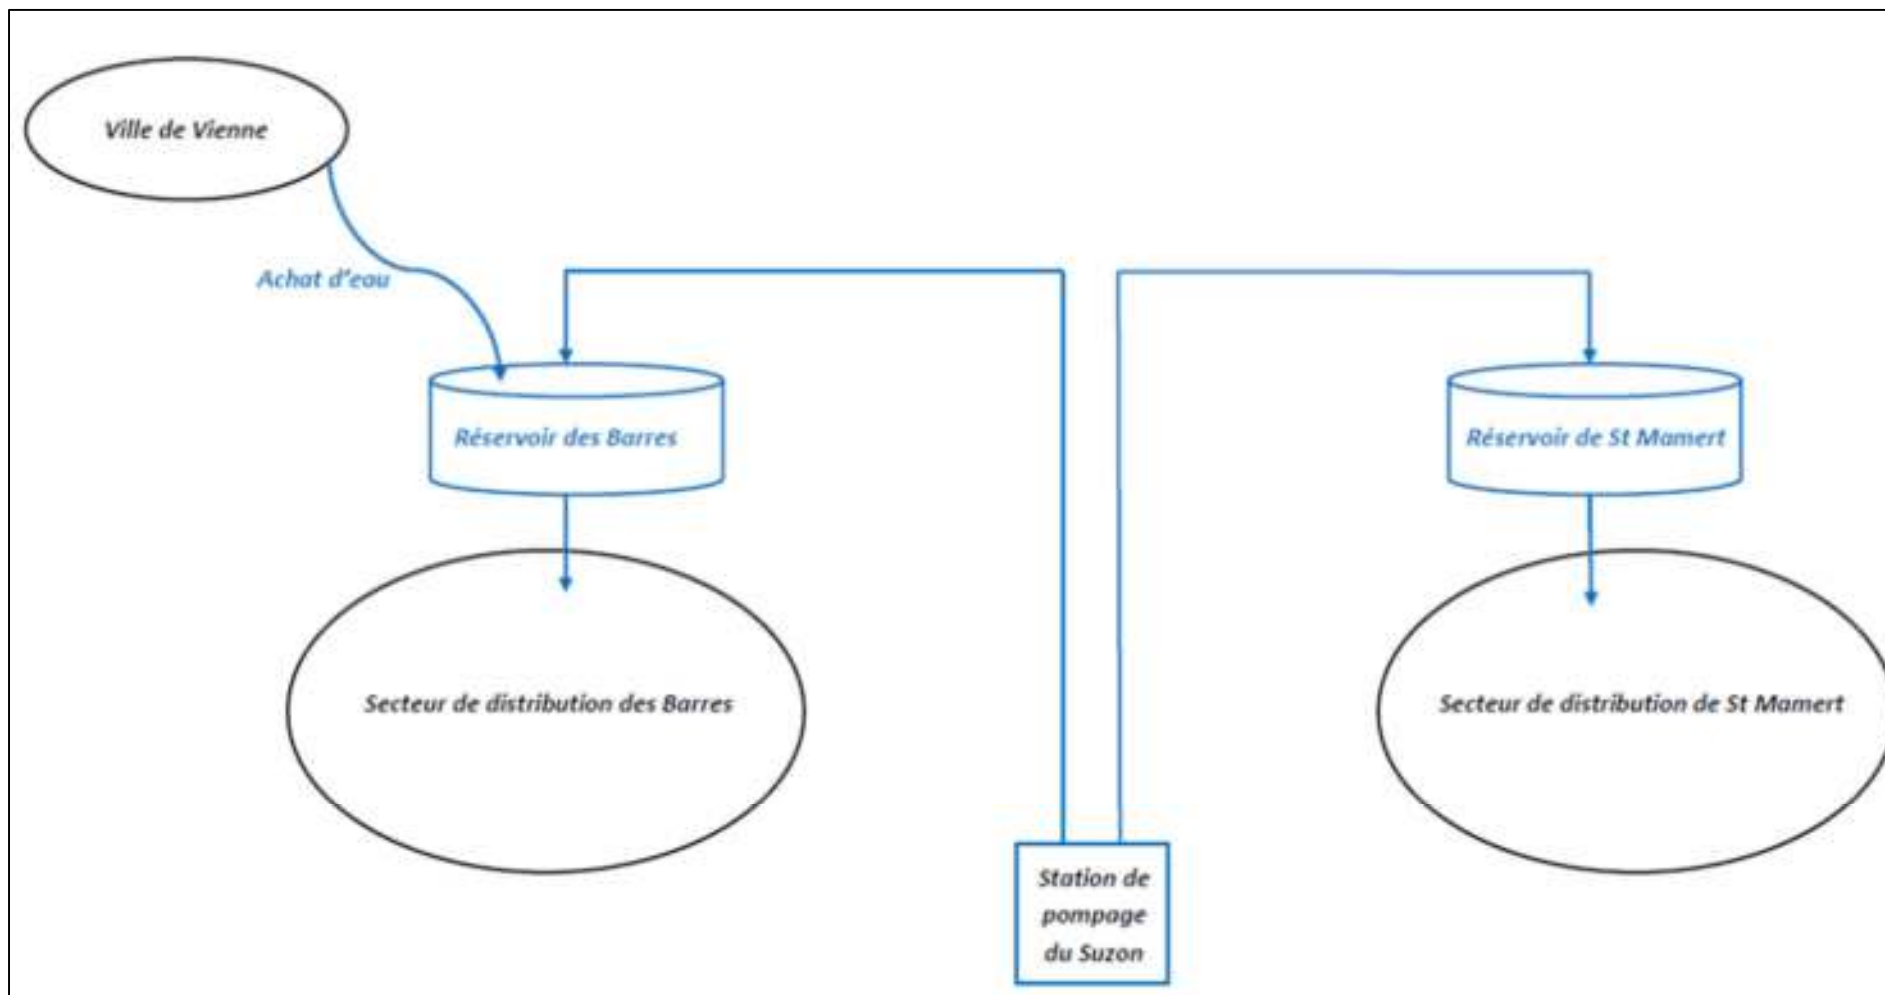 Ville de Vienne
Achat d'eau
Réservoir des Barres
Réservoir de St Mamert
Secteur de distribution des Barres
Secteur de distribution de St Mamert
Station de
pompage
du Suzon